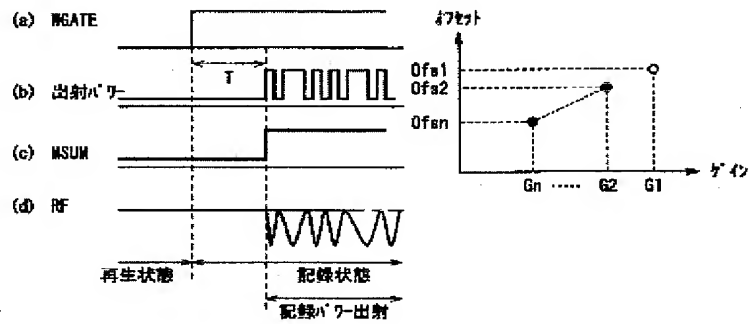 (a) WGATE
T
(b) 出射パワー
(c) MSUM
(d) RF
再生状態
記録状態
記録パワー出射
オフセット
Ofs1
Ofs2
Ofsn
Gn ‥‥‥ G2 G1
ゲイン